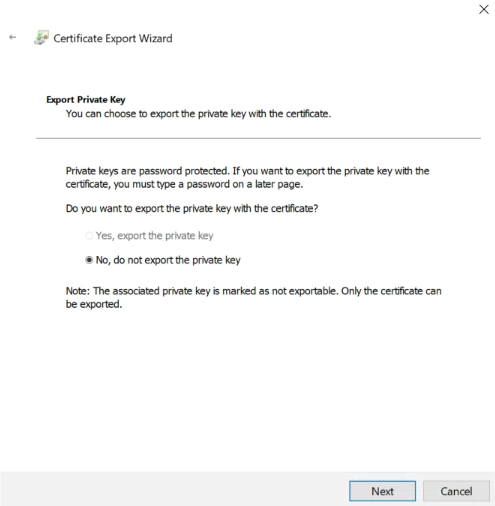 Certificate Export Wizard
Export Private Key
You can choose to export the private key with the certificate.
Private keys are password protected. If you want to export the private key with the
certificate, you must type a password on a later page.
Do you want to export the private key with the certificate?
Yes, export the private key
No, do not export the private key
Note: The associated private key is marked as not exportable. Only the certificate can
be exported.
Next
Cancel